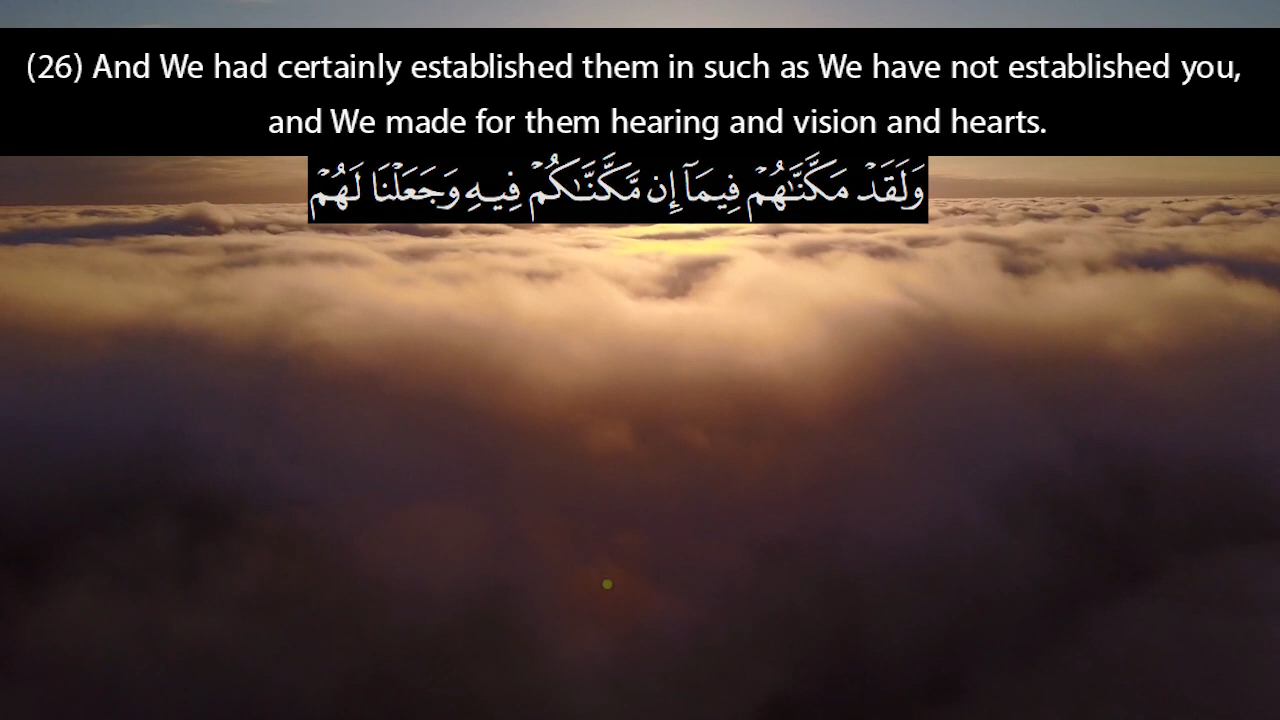 (26) And We had certainly established them in such as We have not established you,
and We made for them hearing and vision and hearts.
وَلَقَدۡ مَكَّنَّـٰهُمۡ فِيمَآ إِن مَّكَّنَّـٰكُمۡ فِيهِ وَجَعَلۡنَا لَهُمۡ